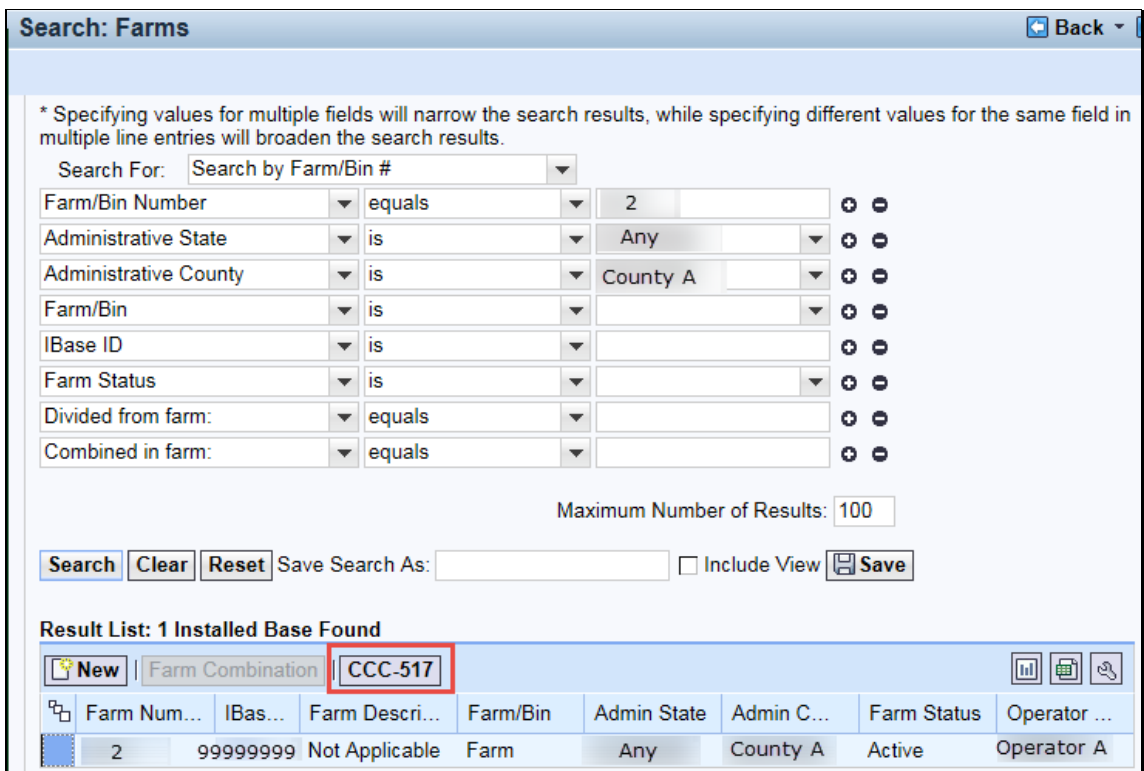 Search: Farms Back
* Specifying values for multiple fields will narrow the search results, while specifying different values for the same field in
multiple line entries will broaden the search results.
Search For: Search by Farm/Bin #
Farm/Bin Number equals 2
Administrative State is Any
Administrative County is County A
Farm/Bin is
IBase ID is
Farm Status is
Divided from farm: equals
Combined in farm: equals
Maximum Number of Results: 100
Search Clear Reset Save Search As: Include View Save
Result List: 1 Installed Base Found
New Farm Combination CCC-517
Farm Num... IBas... Farm Descri... Farm/Bin Admin State Admin C... Farm Status Operator ...
2 99999999 Not Applicable Farm Any County A Active Operator A